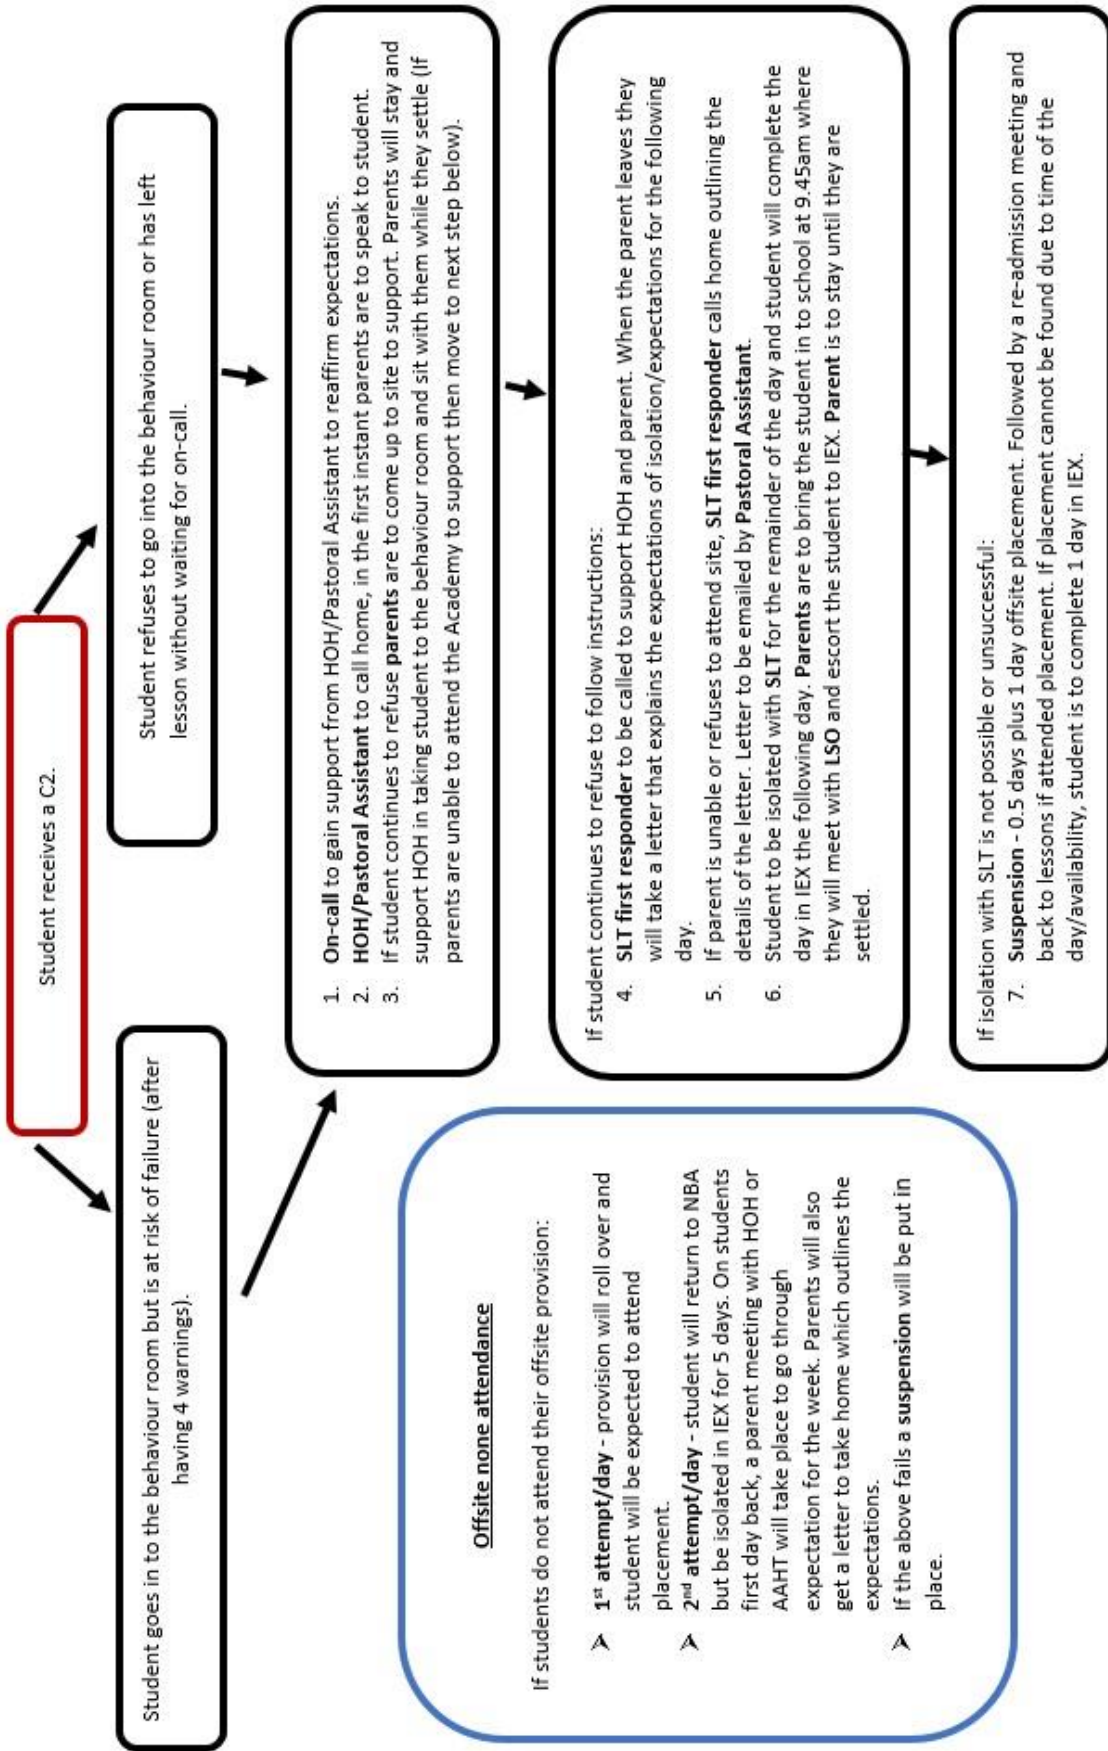 Student receives a C2.
Student goes in to the behaviour room but is at risk of failure (after
having 4 warnings).
Student refuses to go into the behaviour room or has left
lesson without waiting for on-call.
1. On-call to gain support from HOH/Pastoral Assistant to reaffirm expectations.
2. HOH/Pastoral Assistant to call home, in the first instant parents are to speak to student.
3. If student continues to refuse parents are to come up to site to support. Parents will stay and
support HOH in taking student to the behaviour room and sit with them while they settle (If
parents are unable to attend the Academy to support then move to next step below).
If student continues to refuse to follow instructions:
4. SLT first responder to be called to support HOH and parent. When the parent leaves they
will take a letter that explains the expectations of isolation/expectations for the following
day.
5. If parent is unable or refuses to attend site, SLT first responder calls home outlining the
details of the letter. Letter to be emailed by Pastoral Assistant.
6. Student to be isolated with SLT for the remainder of the day and student will complete the
day in IEX the following day. Parents are to bring the student in to school at 9.45am where
they will meet with LSO and escort the student to IEX. Parent is to stay until they are
settled.
If isolation with SLT is not possible or unsuccessful:
7. Suspension - 0.5 days plus 1 day offsite placement. Followed by a re-admission meeting and
back to lessons if attended placement. If placement cannot be found due to time of the
day/availability, student is to complete 1 day in IEX.
Offsite none attendance
If students do not attend their offsite provision:
➢ 1st attempt/day - provision will roll over and
student will be expected to attend
placement.
➢ 2nd attempt/day - student will return to NBA
but be isolated in IEX for 5 days. On students
first day back, a parent meeting with HOH or
AAHT will take place to go through
expectation for the week. Parents will also
get a letter to take home which outlines the
expectations.
➢ If the above fails a suspension will be put in
place.